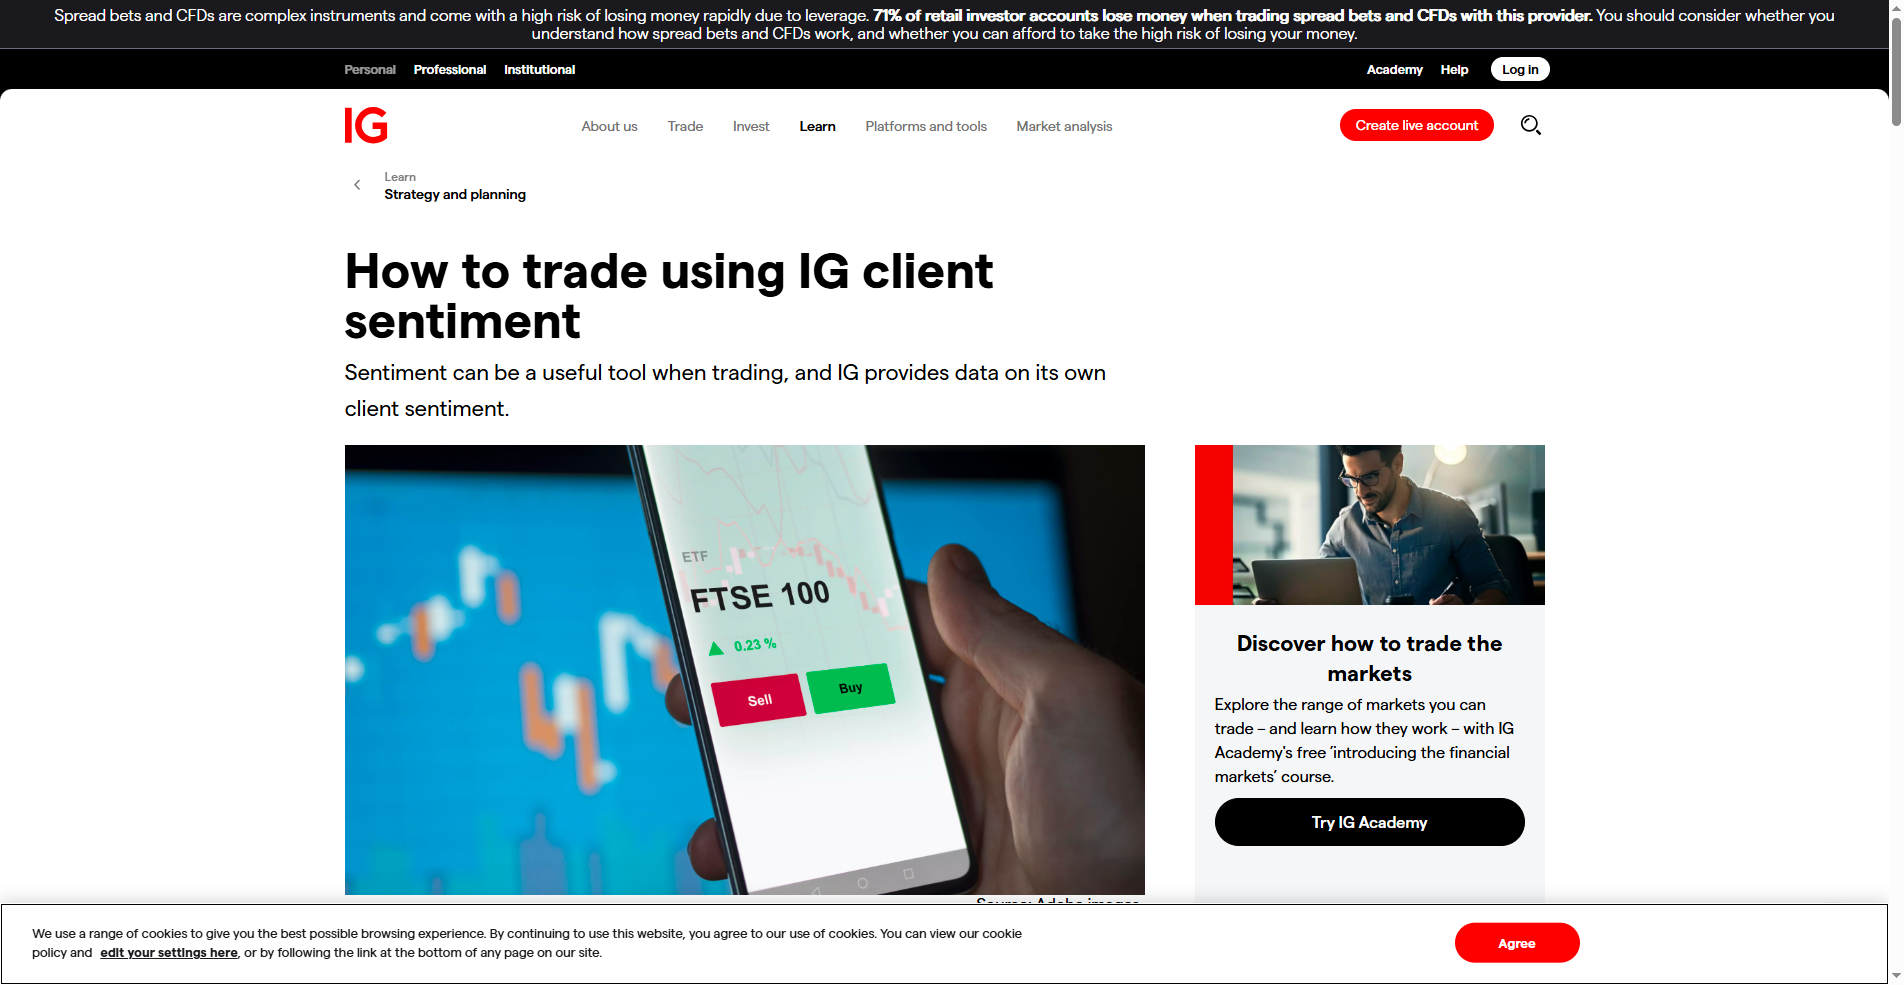 Spread bets and CFDs are complex instruments and come with a high risk of losing money rapidly due to leverage. 71% of retail investor accounts lose money when trading spread bets and CFDs with this provider. You should consider whether you
understand how spread bets and CFDs work, and whether you can afford to take the high risk of losing your money.
Personal Professional Institutional Academy Help Log in
IG About us Trade Invest Learn Platforms and tools Market analysis Create live account
Learn
Strategy and planning
How to trade using IG client
sentiment
Sentiment can be a useful tool when trading, and IG provides data on its own
client sentiment.
ETF
FTSE 100
0.23 %
Sell Buy
Source: Adobe images
Discover how to trade the
markets
Explore the range of markets you can
trade – and learn how they work – with IG
Academy's free 'introducing the financial
markets' course.
Try IG Academy
We use a range of cookies to give you the best possible browsing experience. By continuing to use this website, you agree to our use of cookies. You can view our cookie
policy and edit your settings here, or by following the link at the bottom of any page on our site.
Agree